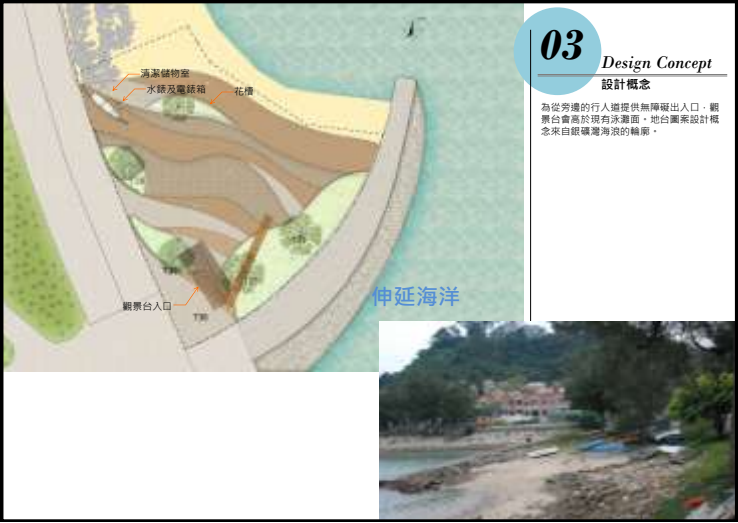 清潔儲物室
水錶及電錶箱
花槽
觀景台入口
下斜
伸延海洋
03
Design Concept
設計概念
為從旁邊的行人道提供無障礙出入口，觀
景台會高於現有泳灘面。地台圖案設計概
念來自銀礦灣海浪的輪廓。